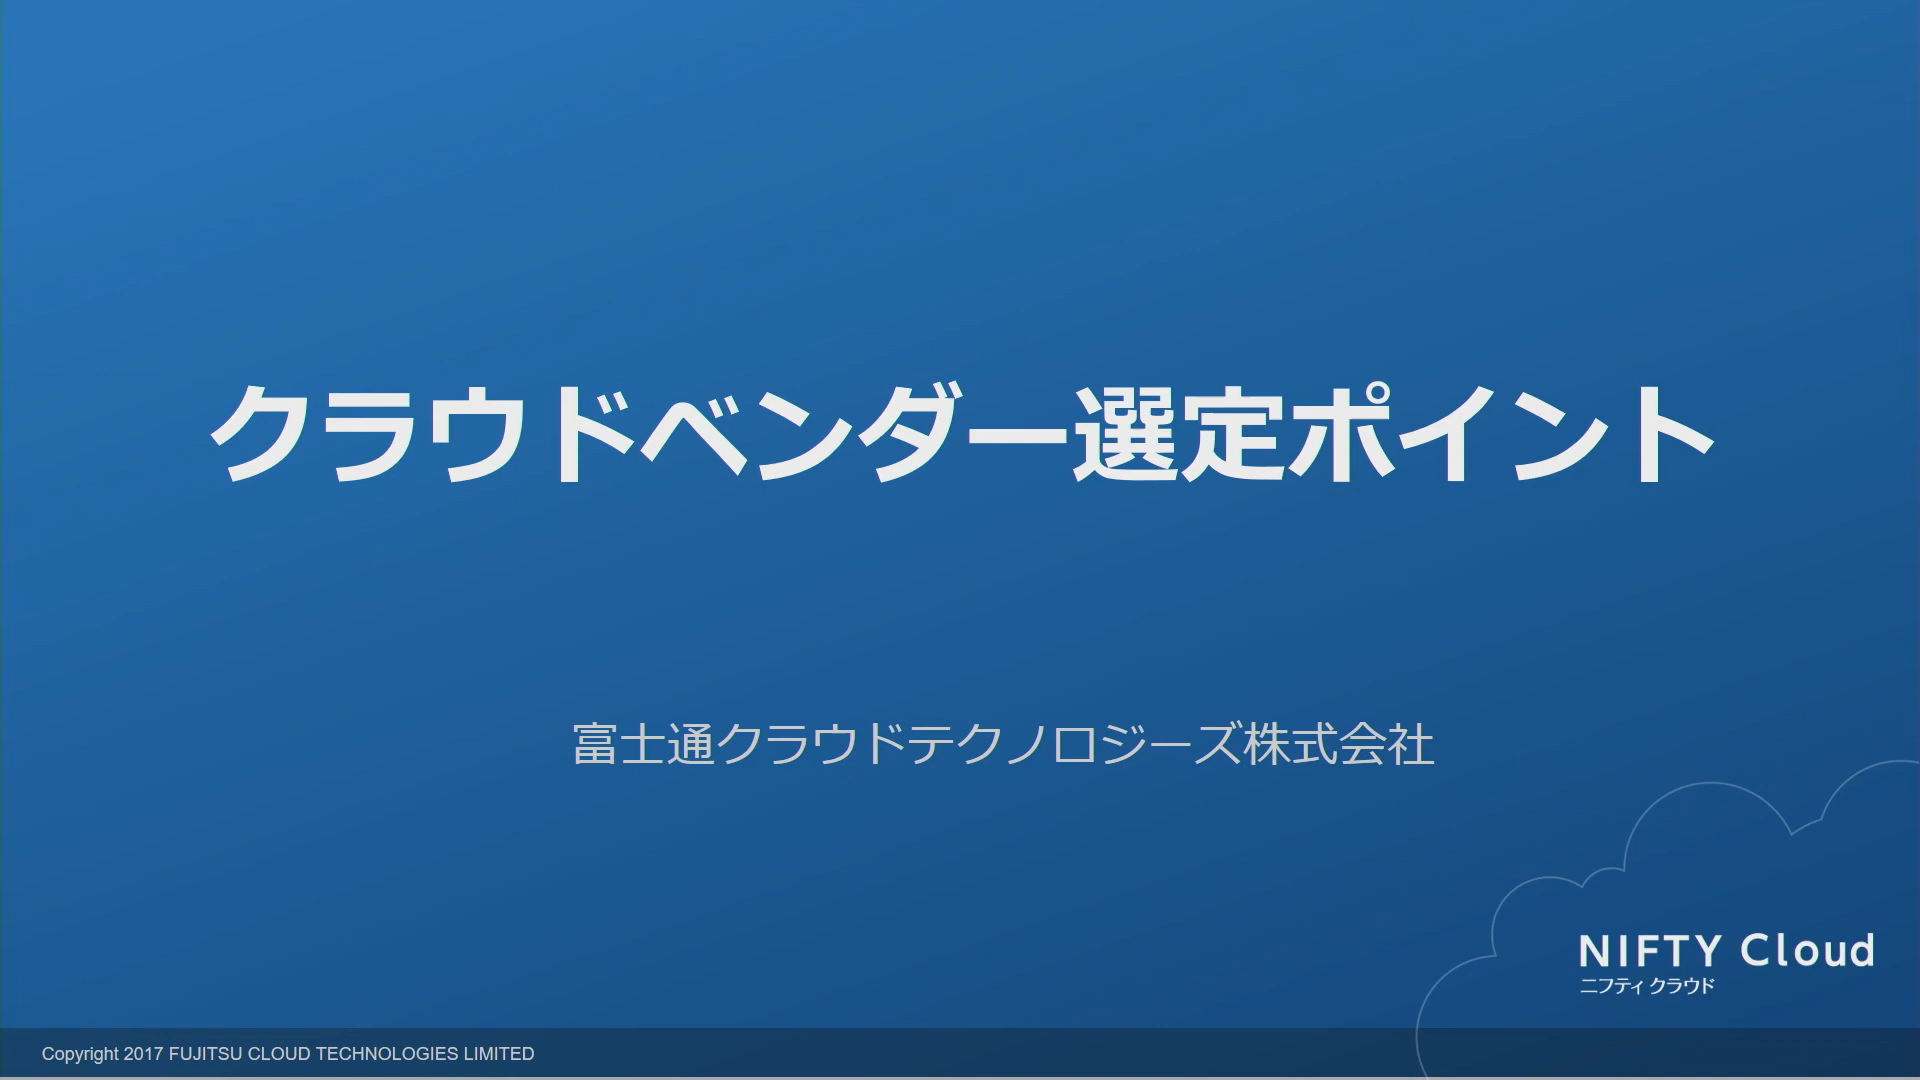 クラウドベンダー選定ポイント
富士通クラウドテクノロジーズ株式会社
NIFTY Cloud
ニフティ クラウド
Copyright 2017 FUJITSU CLOUD TECHNOLOGIES LIMITED